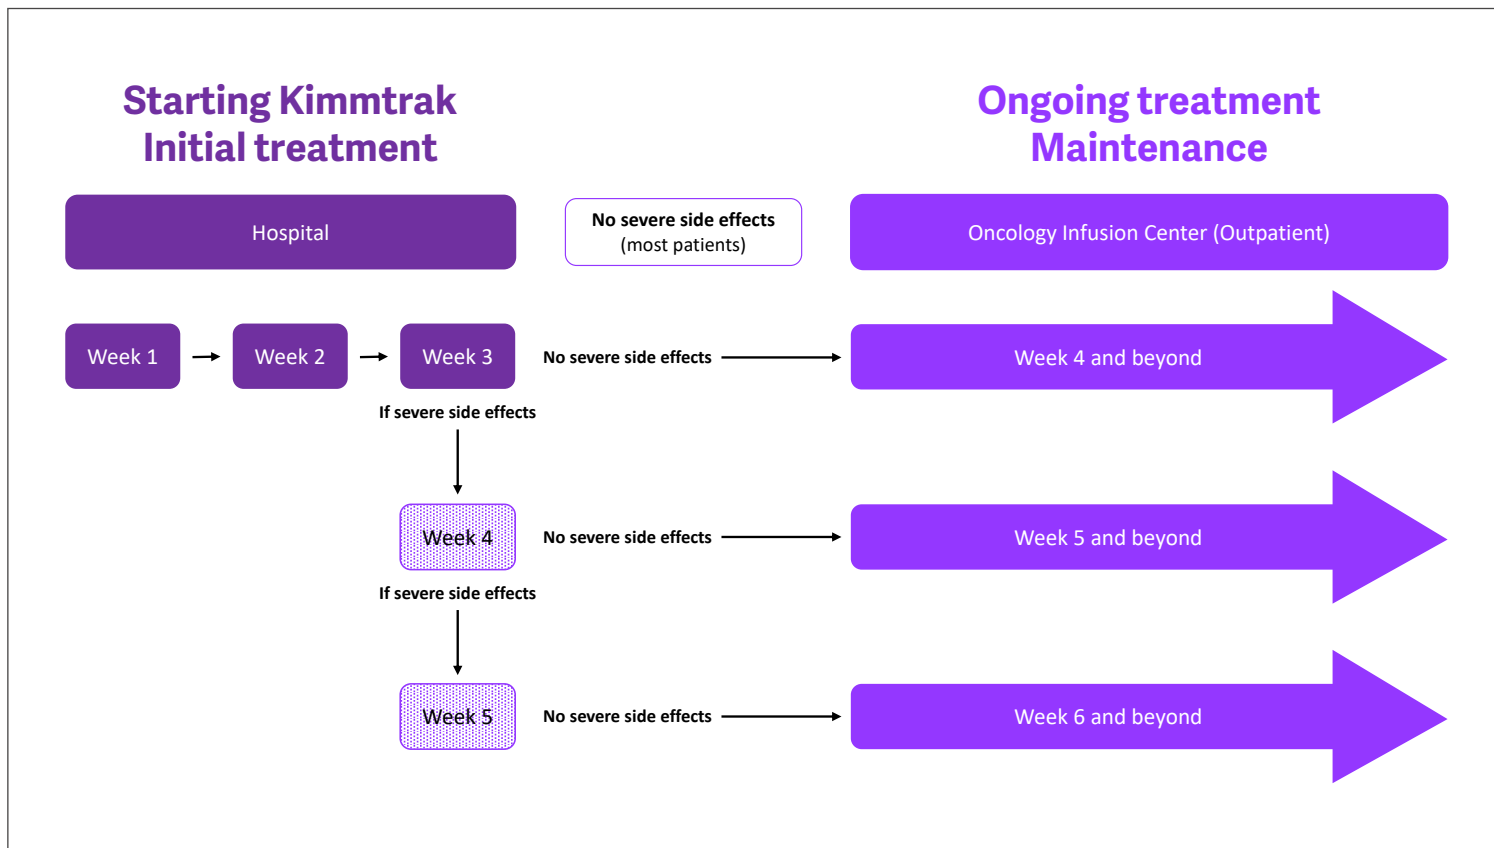 Starting Kimmtrak
Initial treatment
Ongoing treatment
Maintenance
Hospital
No severe side effects
(most patients)
Oncology Infusion Center (Outpatient)
Week 1
Week 2
Week 3
No severe side effects
Week 4 and beyond
If severe side effects
Week 4
No severe side effects
Week 5 and beyond
If severe side effects
Week 5
No severe side effects
Week 6 and beyond